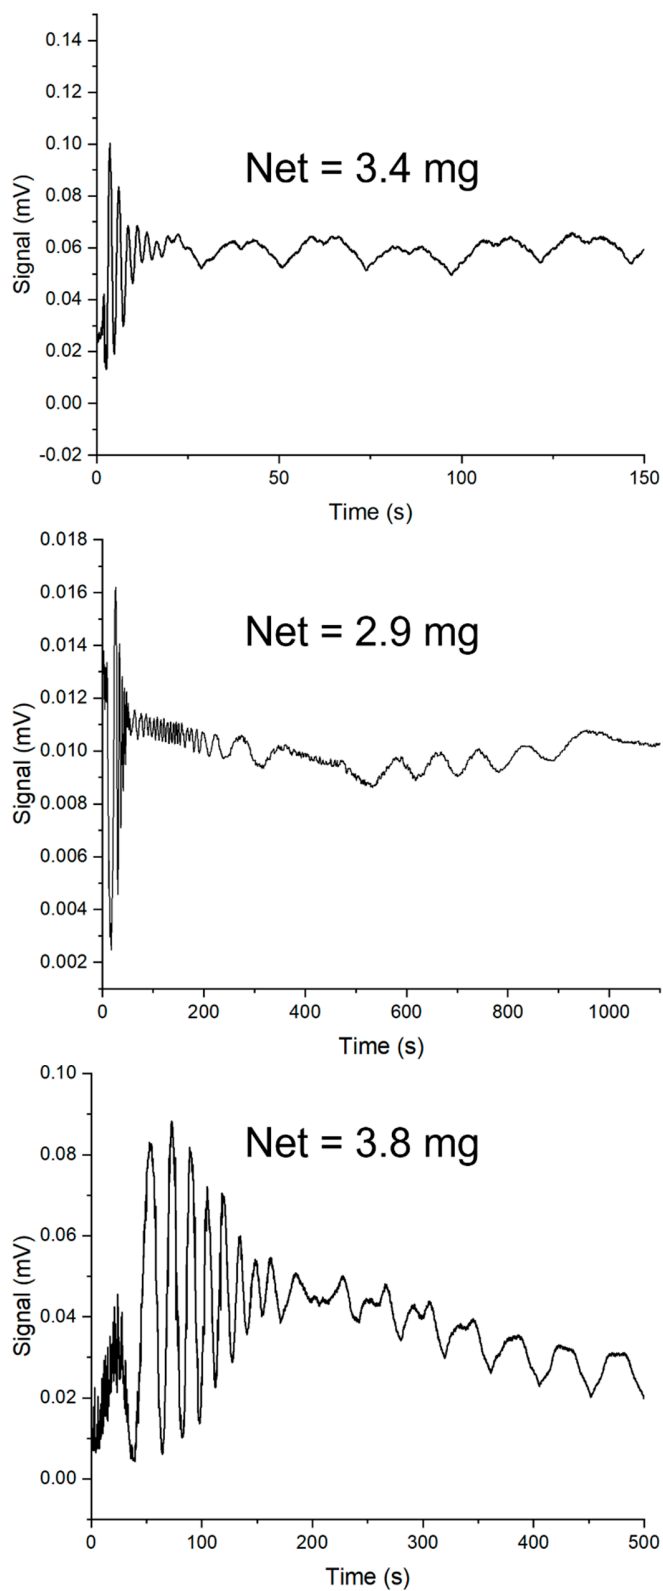 0.14
0.12
0.10
0.08
0.06
0.04
0.02
0.00
-0.02
Signal (mV)
Net = 3.4 mg
0 50 100 150
Time (s)
0.018
0.016
0.014
0.012
0.010
0.008
0.006
0.004
0.002
Signal (mV)
Net = 2.9 mg
0 200 400 600 800 1000
Time (s)
0.10
0.08
0.06
0.04
0.02
0.00
Signal (mV)
Net = 3.8 mg
0 100 200 300 400 500
Time (s)